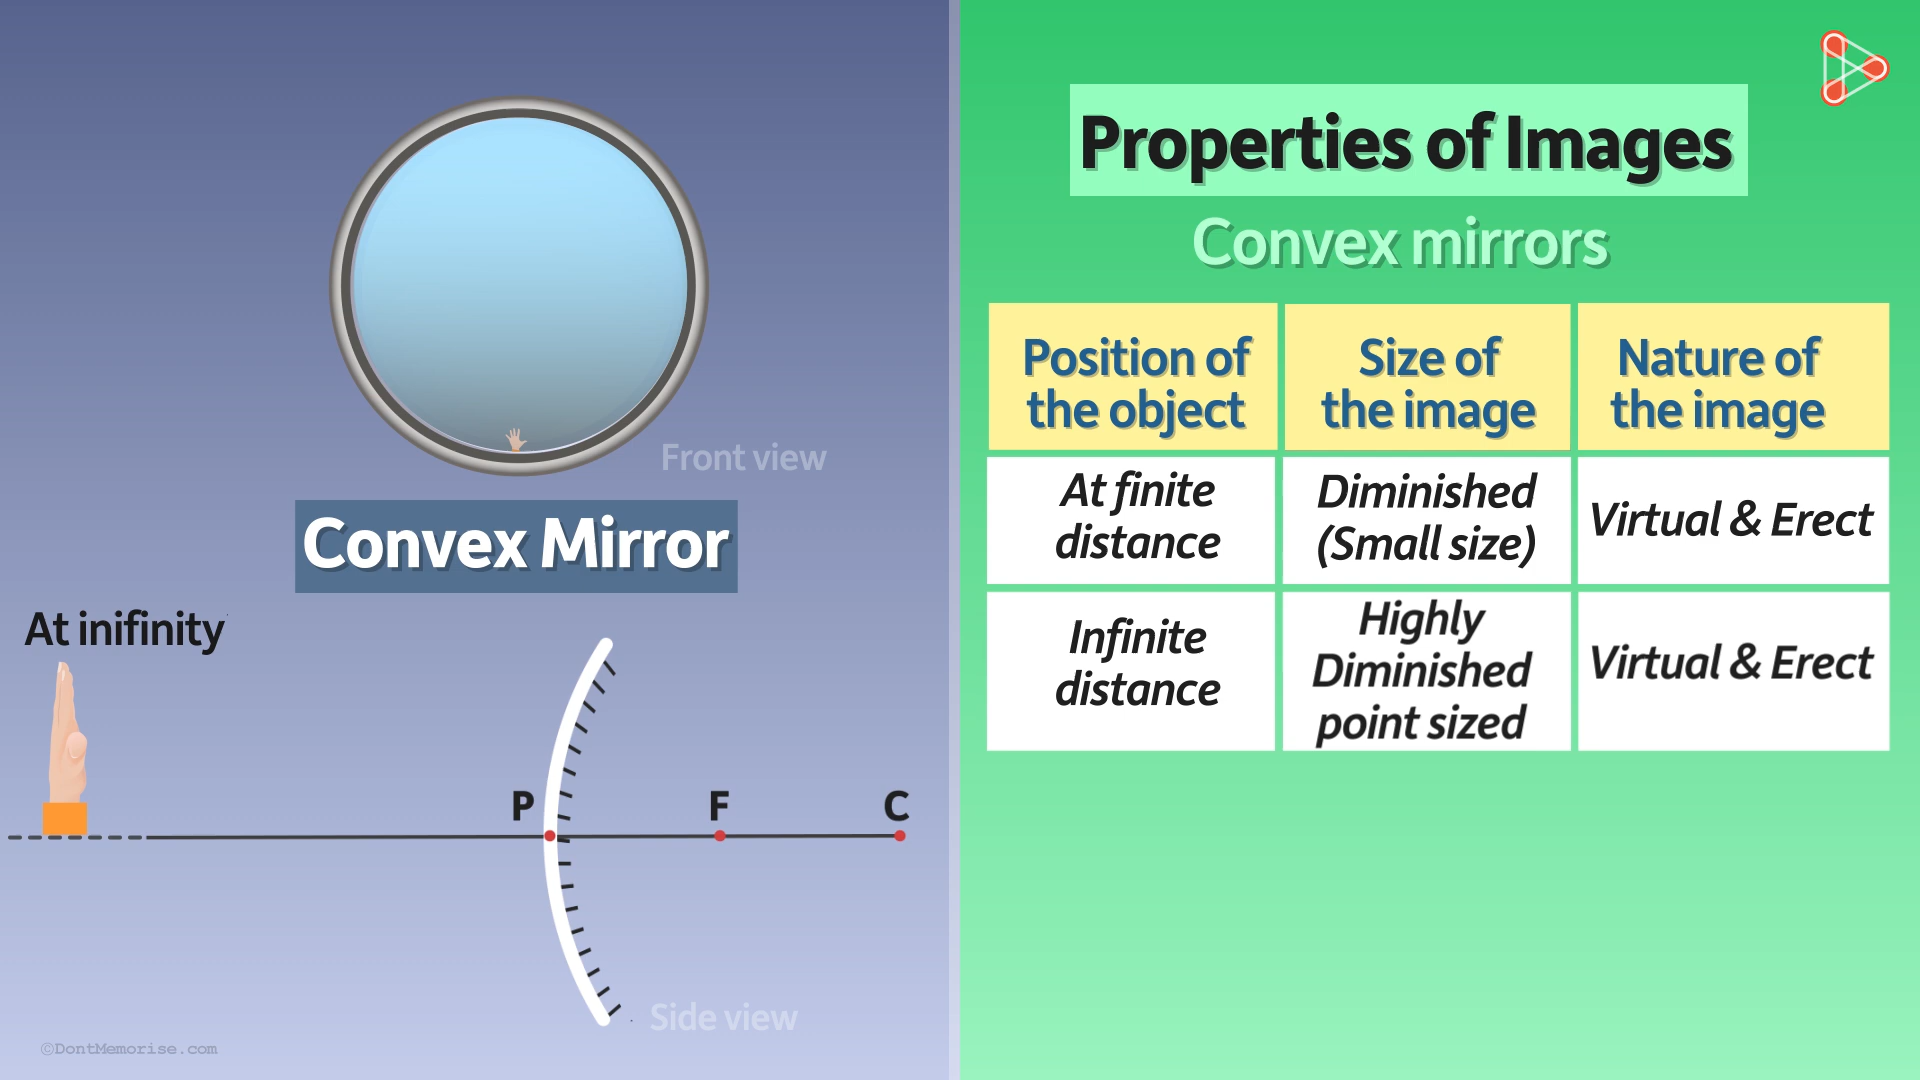 Front view
Convex Mirror
At inifinity
P
F
C
Side view
©DontMemorise.com
Properties of Images
Convex mirrors
Position of
the object
Size of
the image
Nature of
the image
At finite
distance
Diminished
(Small size)
Virtual & Erect
Infinite
distance
Highly
Diminished
point sized
Virtual & Erect